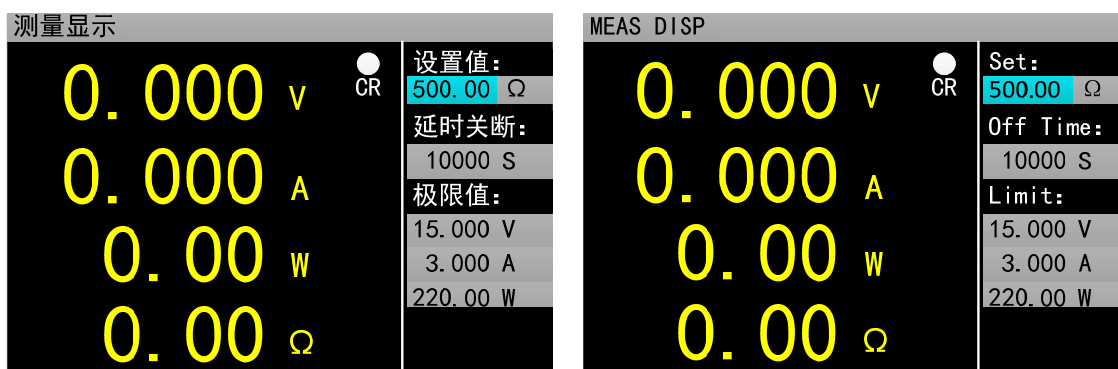 测量显示
0.000 V
CR
0.000 A
0.00 W
0.00 Ω
设置值:
500.00 Ω
延时关断:
10000 S
极限值:
15.000 V
3.000 A
220.00 W
MEAS DISP
0.000 V
CR
0.000 A
0.00 W
0.00 Ω
Set:
500.00 Ω
Off Time:
10000 S
Limit:
15.000 V
3.000 A
220.00 W